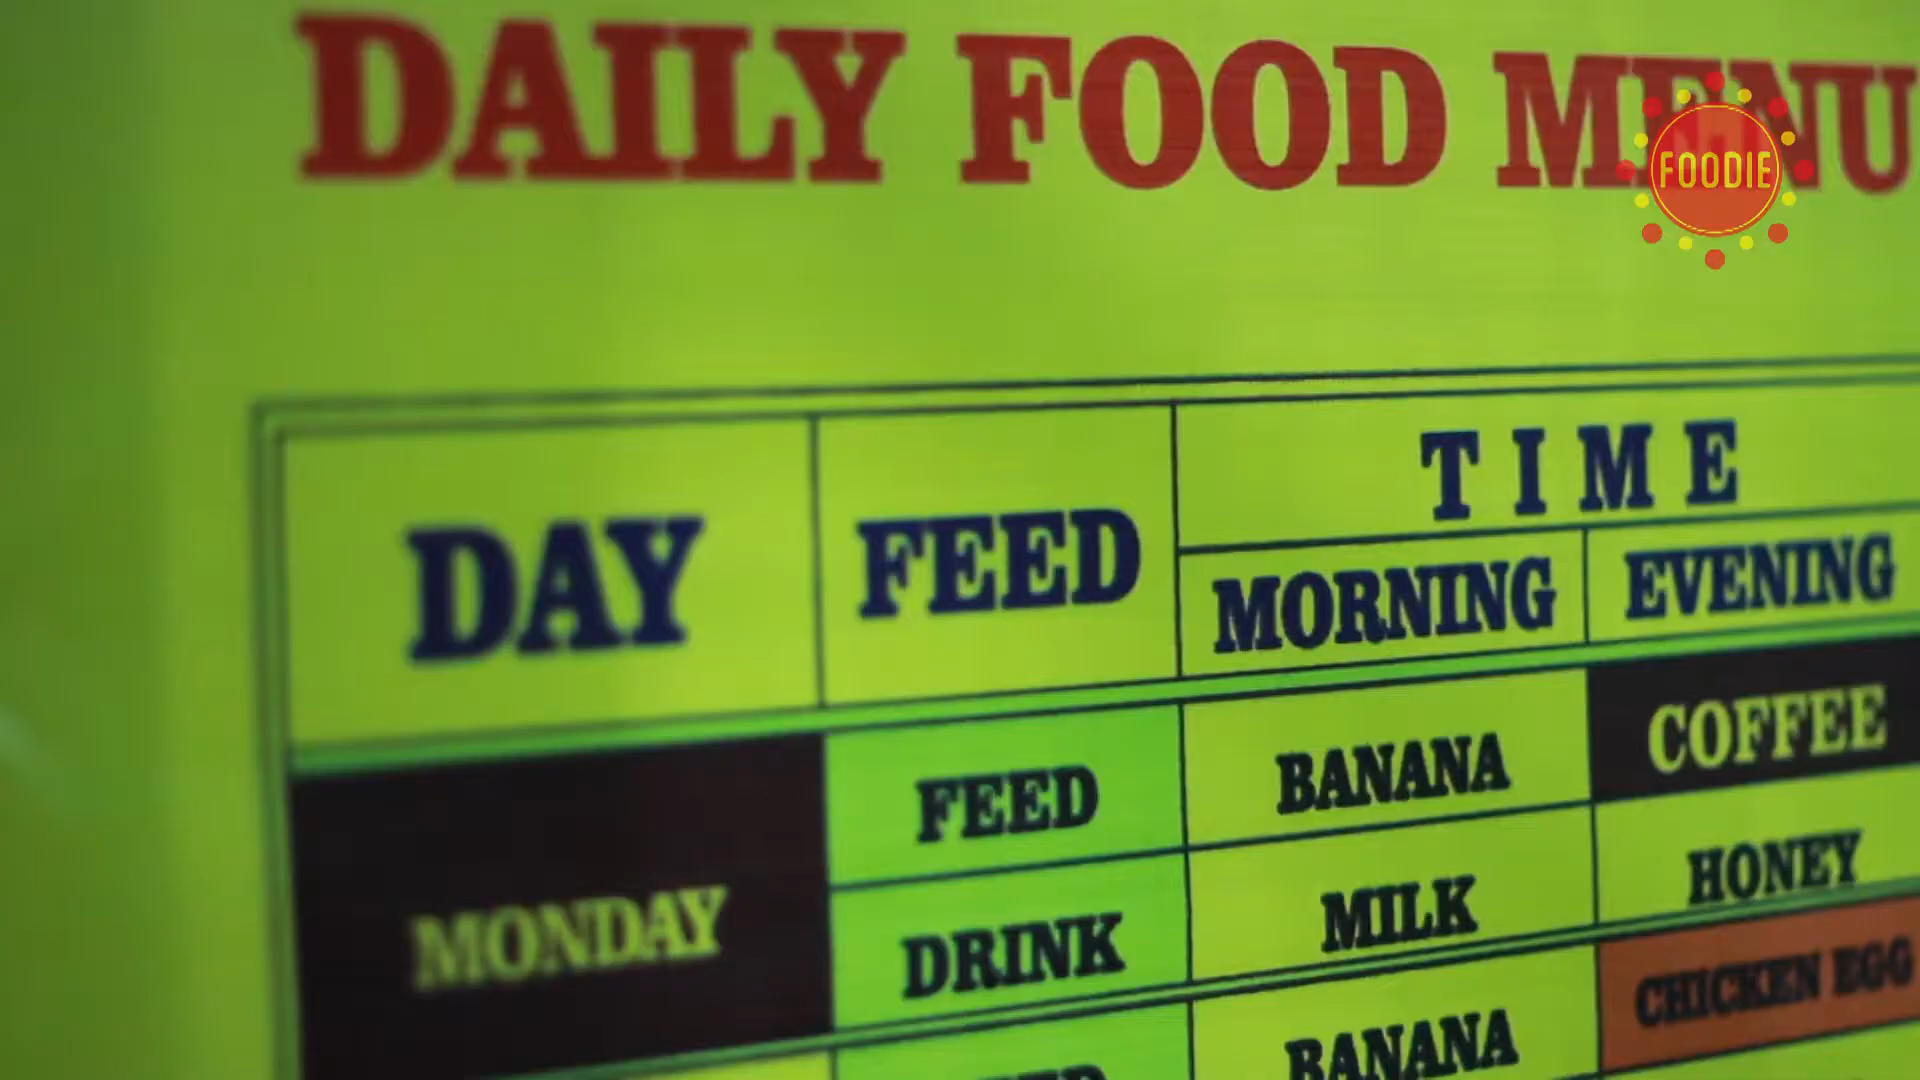 DAILY FOOD MENU
FOODIE
DAY FEED TIME
MORNING EVENING
MONDAY
FEED BANANA COFFEE
DRINK MILK HONEY
BANANA CHICKEN EGG